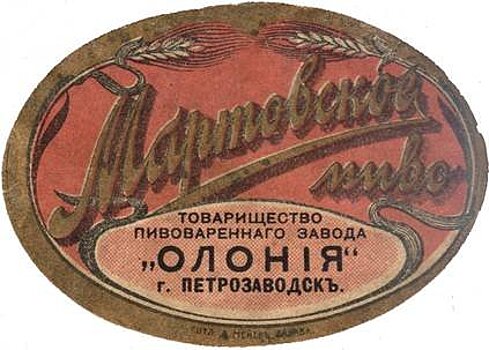 Мартовское
пиво
ТОВАРИЩЕСТВО
ПИВОВАРЕННАГО ЗАВОДА
„ОЛОНІЯ“
г. ПЕТРОЗАВОДСКЪ.